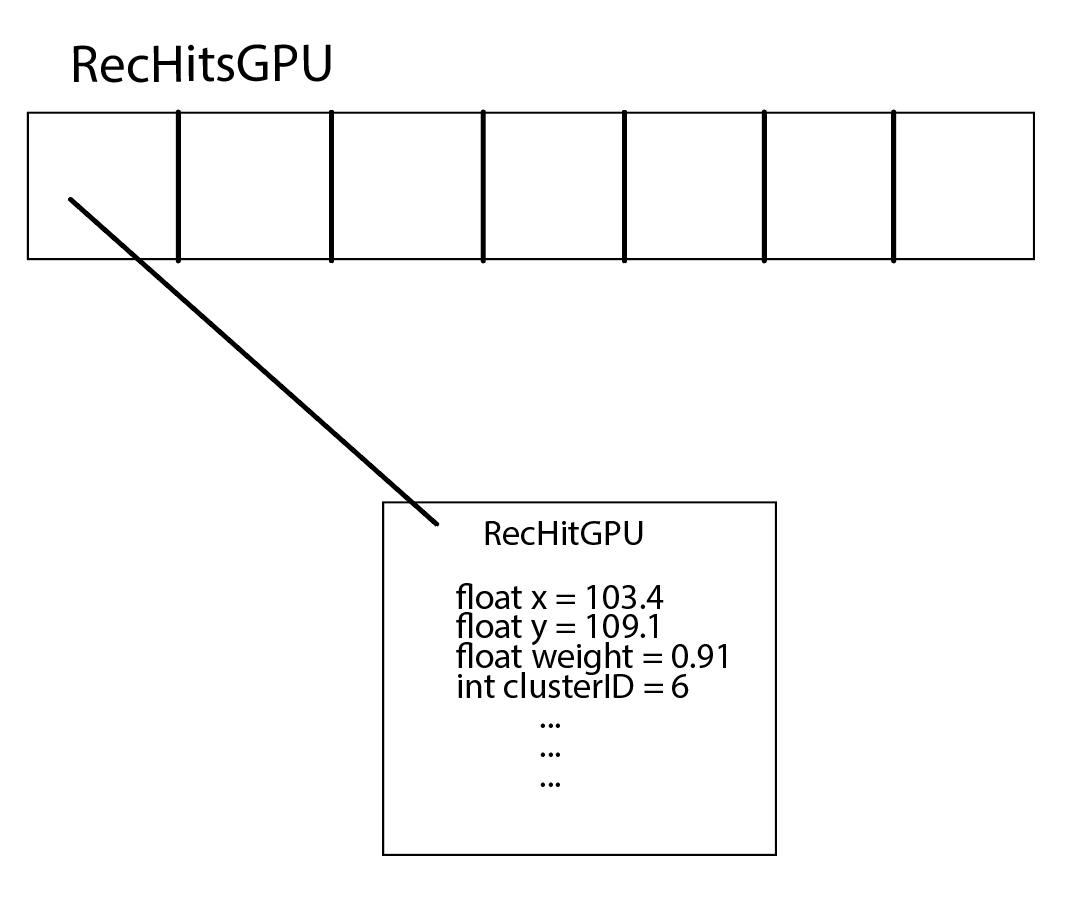 RecHitsGPU
RecHitGPU
float x = 103.4
float y = 109.1
float weight = 0.91
int clusterID = 6
...
...
...